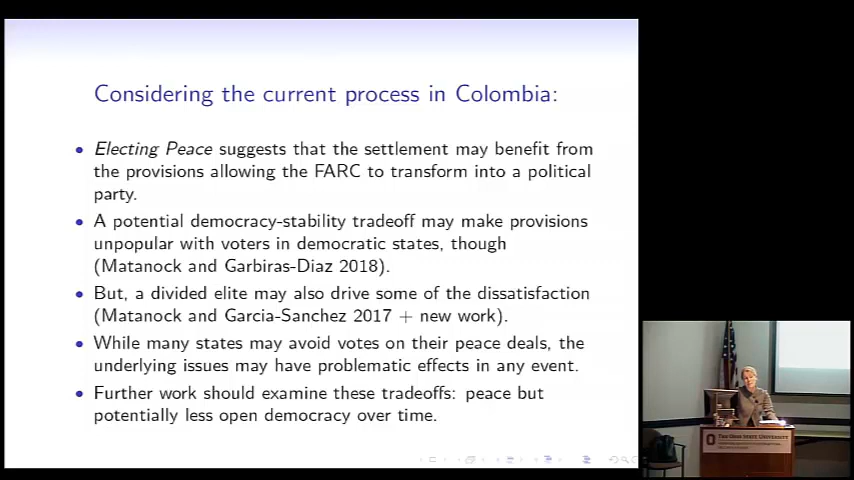 Considering the current process in Colombia:
• Electing Peace suggests that the settlement may benefit from
the provisions allowing the FARC to transform into a political
party.
• A potential democracy-stability tradeoff may make provisions
unpopular with voters in democratic states, though
(Matanock and Garbiras-Diaz 2018).
• But, a divided elite may also drive some of the dissatisfaction
(Matanock and Garcia-Sanchez 2017 + new work).
• While many states may avoid votes on their peace deals, the
underlying issues may have problematic effects in any event.
• Further work should examine these tradeoffs: peace but
potentially less open democracy over time.
THE OHIO STATE UNIVERSITY